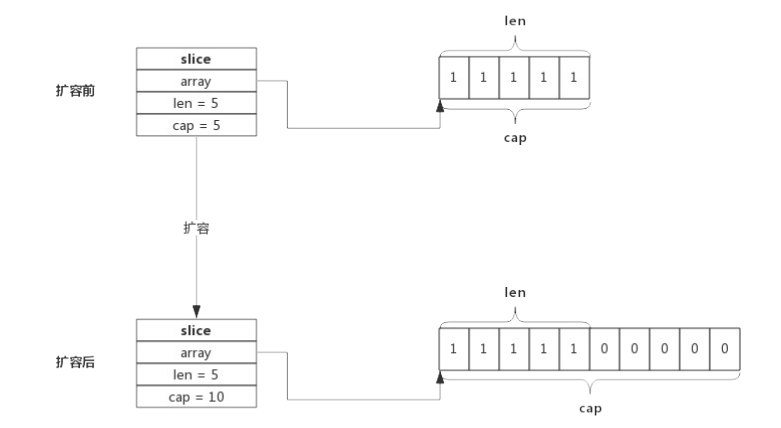 len
slice
array
len = 5
cap = 5
扩容前
1 1 1 1 1
cap
扩容
len
slice
array
len = 5
cap = 10
扩容后
1 1 1 1 1 0 0 0 0 0
cap